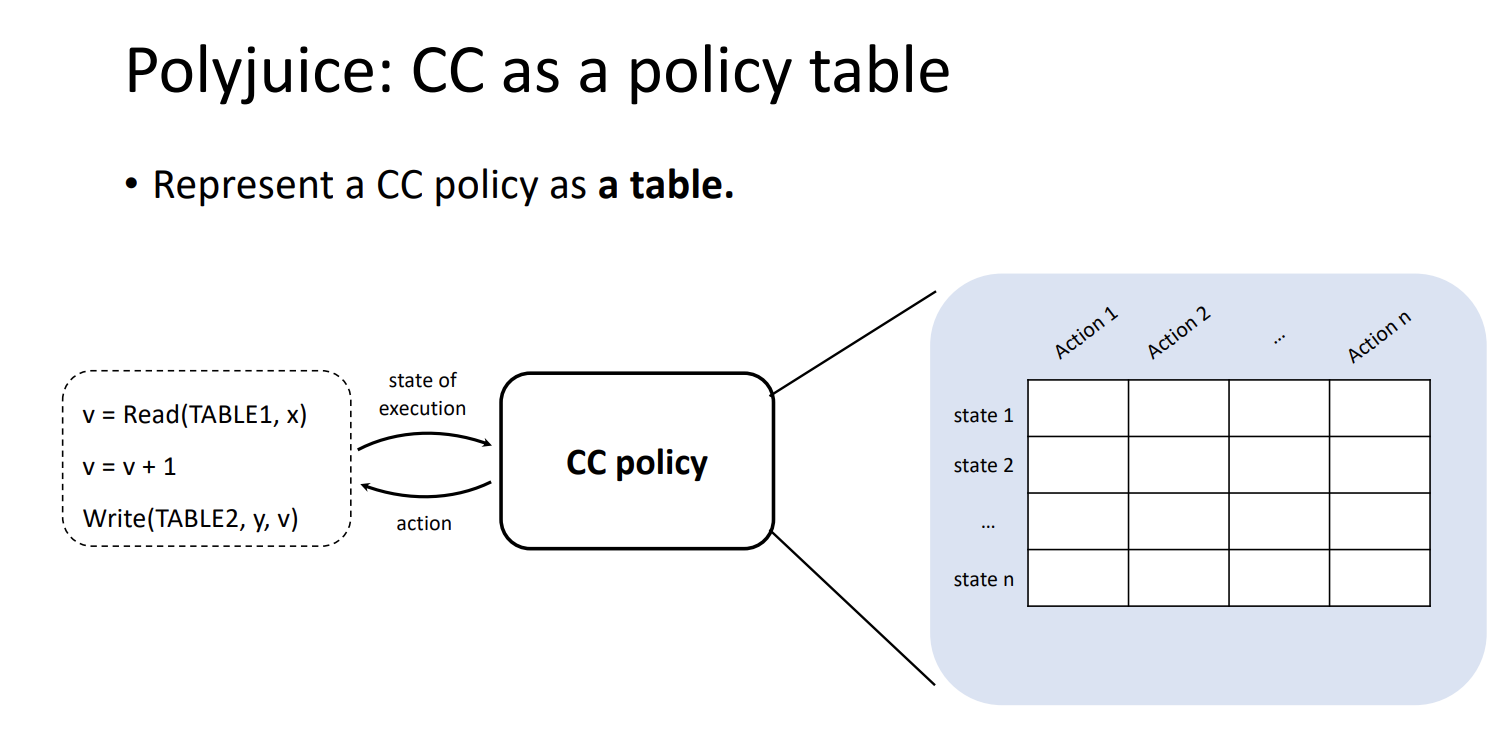 Polyjuice: CC as a policy table
• Represent a CC policy as a table.
v = Read(TABLE1, x)
v = v + 1
Write(TABLE2, y, v)
state of
execution
action
CC policy
Action 1
Action 2
...
Action n
state 1
state 2
...
state n